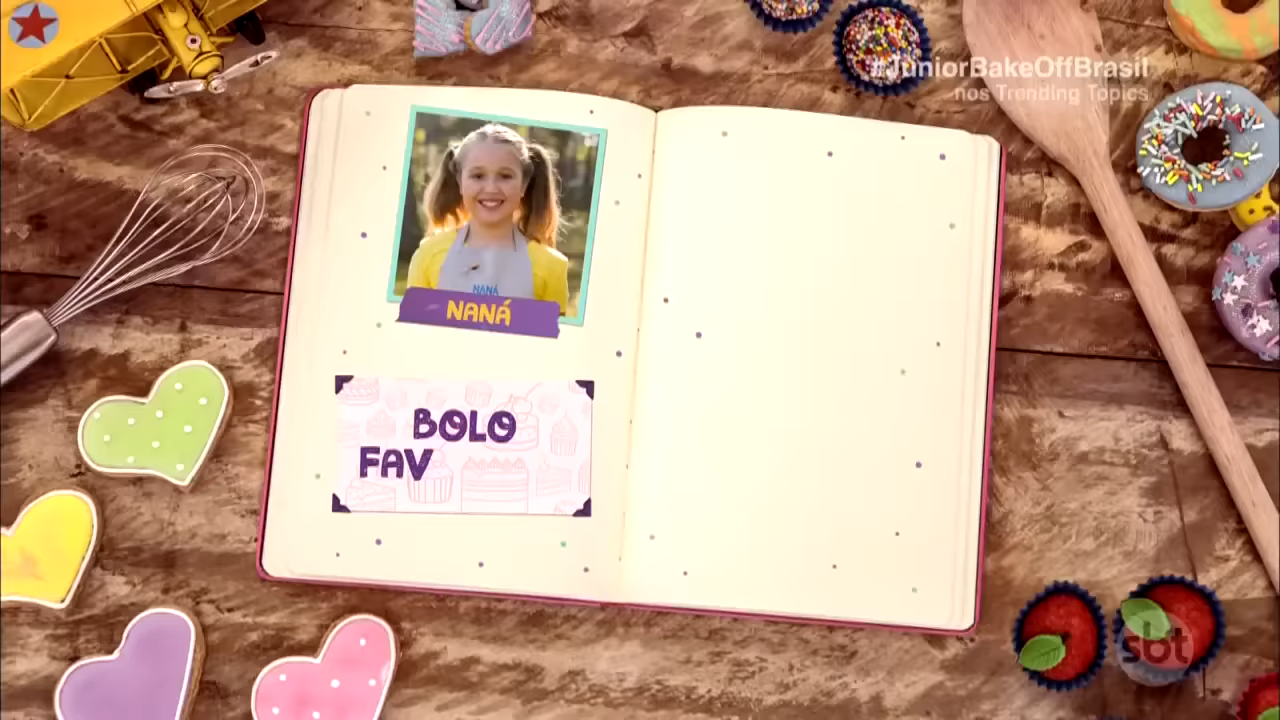 #JuniorBakeOffBrasil
nos Trending Topics
NANÁ
NANÁ
BOLO
FAV
sbt